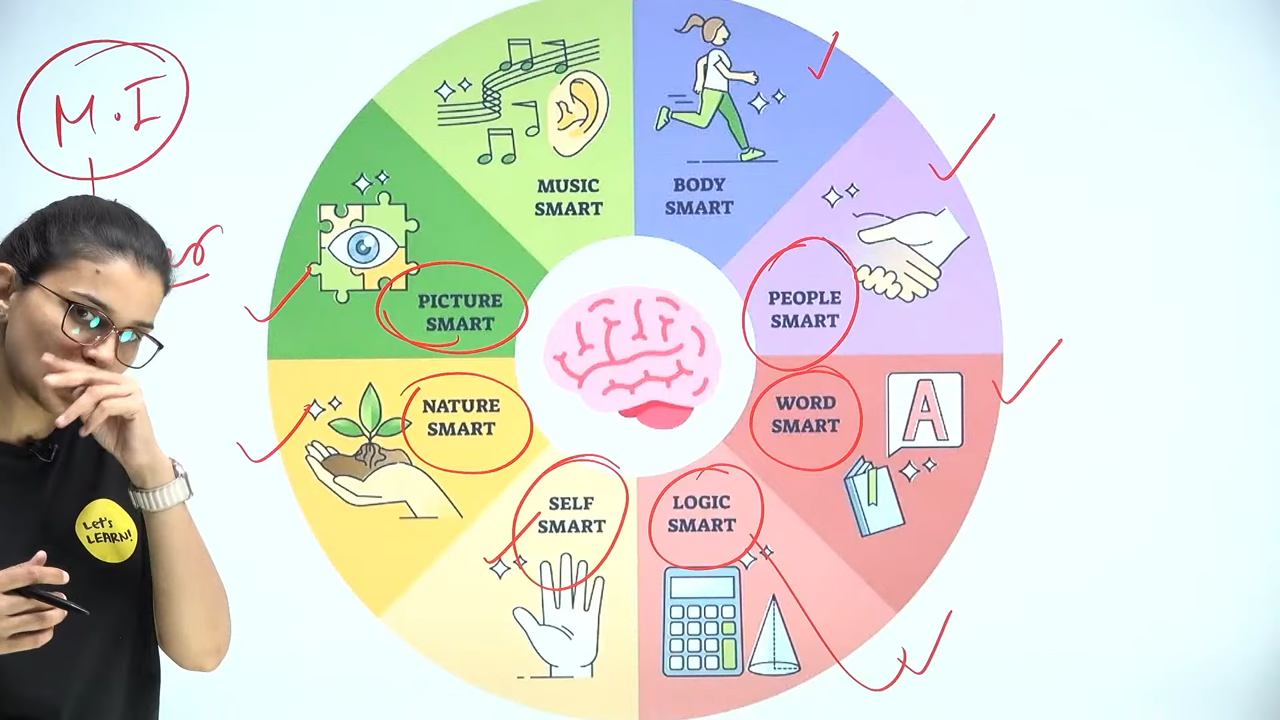 M.I
MUSIC
SMART
BODY
SMART
PICTURE
SMART
PEOPLE
SMART
NATURE
SMART
WORD
SMART
A
SELF
SMART
LOGIC
SMART
Let's
LEARN!